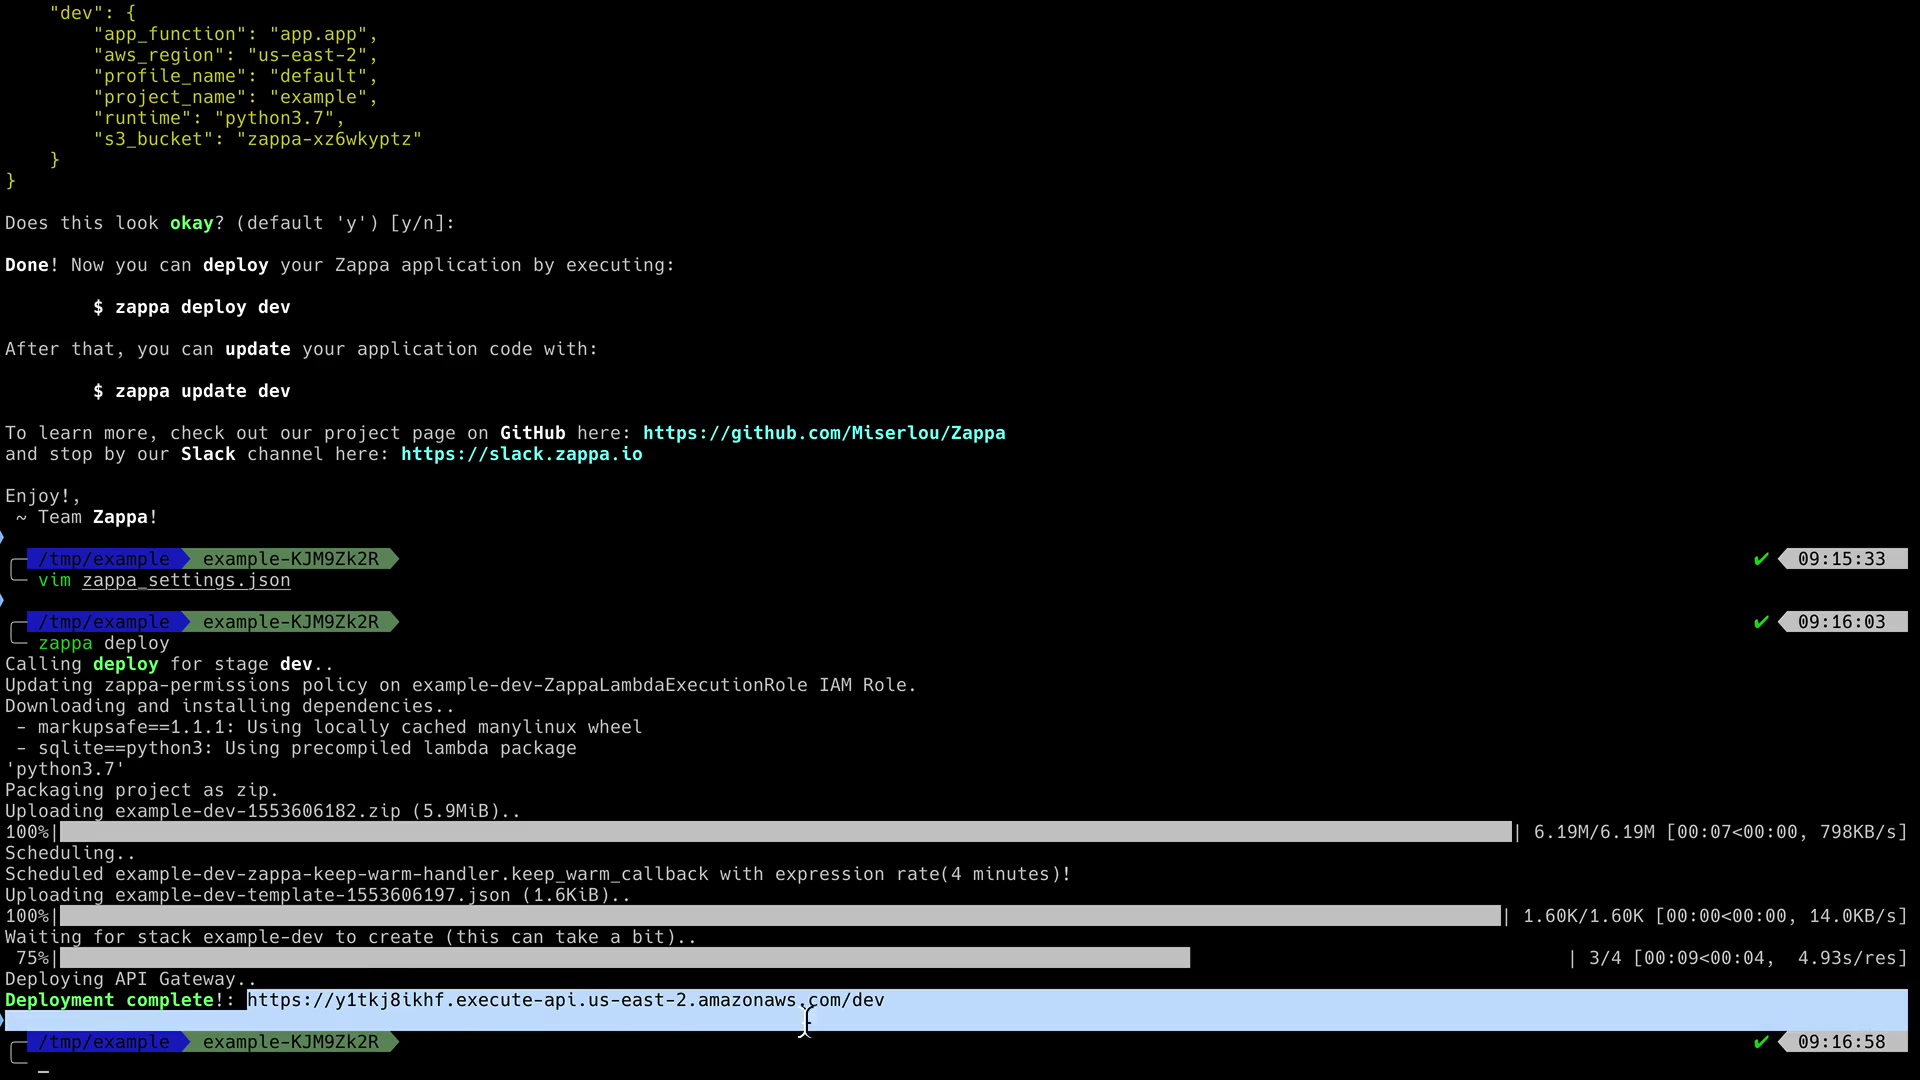 "dev": {
"app_function": "app.app",
"aws_region": "us-east-2",
"profile_name": "default",
"project_name": "example",
"runtime": "python3.7",
"s3_bucket": "zappa-xz6wkyptz"
}
}
Does this look okay? (default 'y') [y/n]:
Done! Now you can deploy your Zappa application by executing:
$ zappa deploy dev
After that, you can update your application code with:
$ zappa update dev
To learn more, check out our project page on GitHub here: https://github.com/Miserlou/Zappa
and stop by our Slack channel here: https://slack.zappa.io
Enjoy!,
~ Team Zappa!
/tmp/example example-KJM9Zk2R ✔ 09:15:33
vim zappa_settings.json
/tmp/example example-KJM9Zk2R ✔ 09:16:03
zappa deploy
Calling deploy for stage dev..
Updating zappa-permissions policy on example-dev-ZappaLambdaExecutionRole IAM Role.
Downloading and installing dependencies..
- markupsafe==1.1.1: Using locally cached manylinux wheel
- sqlite==python3: Using precompiled lambda package
'python3.7'
Packaging project as zip.
Uploading example-dev-1553606182.zip (5.9MiB)..
100%| | 6.19M/6.19M [00:07<00:00, 798KB/s]
Scheduling..
Scheduled example-dev-zappa-keep-warm-handler.keep_warm_callback with expression rate(4 minutes)!
Uploading example-dev-template-1553606197.json (1.6KiB)..
100%| | 1.60K/1.60K [00:00<00:00, 14.0KB/s]
Waiting for stack example-dev to create (this can take a bit)..
75%| | 3/4 [00:09<00:04, 4.93s/res]
Deploying API Gateway..
Deployment complete!: https://y1tkj8ikhf.execute-api.us-east-2.amazonaws.com/dev
/tmp/example example-KJM9Zk2R ✔ 09:16:58